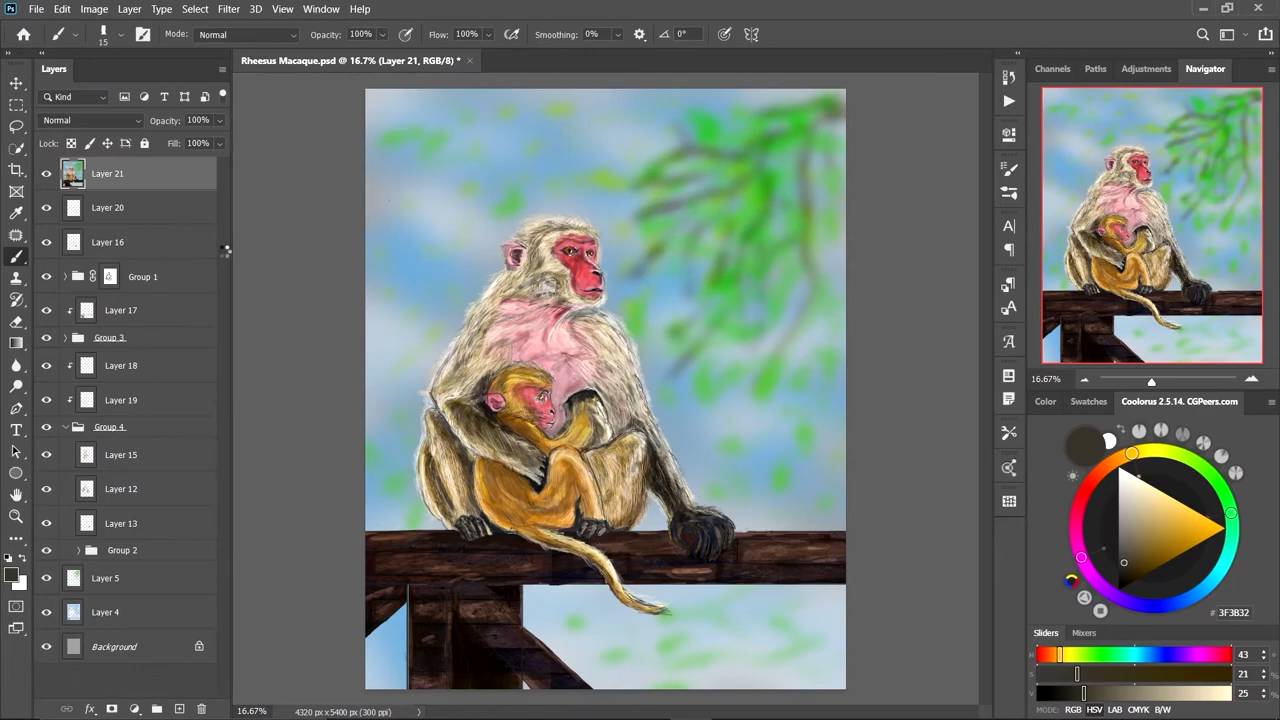 Ps File Edit Image Layer Type Select Filter 3D View Window Help
15 Mode: Normal Opacity: 100% Flow: 100% Smoothing: 0% 0°
Rheesus Macaque.psd @ 16.7% (Layer 21, RGB/8) *
Layers
Kind
Normal Opacity: 100%
Lock: Fill: 100%
Layer 21
Layer 20
Layer 16
Group 1
Layer 17
Group 3
Layer 18
Layer 19
Group 4
Layer 15
Layer 12
Layer 13
Group 2
Layer 5
Layer 4
Background
16.67% 4320 px x 5400 px (300 ppi)
Channels Paths Adjustments Navigator
16.67%
Color Swatches Coolorus 2.5.14. CGPeers.com
# 3F3B32
Sliders Mixers
H 43 °
S 21 %
V 25 %
MODE: RGB HSV LAB CMYK B/W